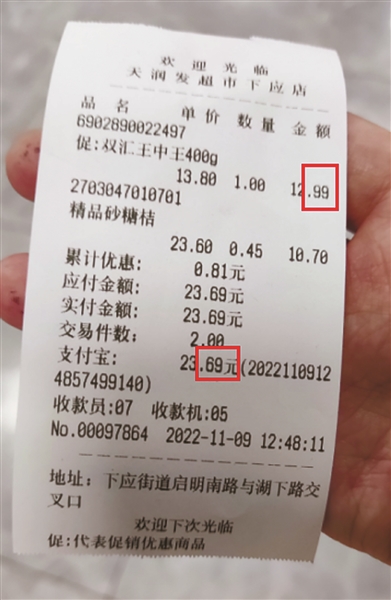 欢迎光临
天润发超市下应店
品名 单价 数量 金额
6902890022497
促:双汇王中王400g
13.80 1.00 12.99
2703047010701
精品砂糖桔
23.60 0.45 10.70
累计优惠: 0.81元
应付金额: 23.69元
实付金额: 23.69元
交易件数: 2.00
支付宝: 23.69元(2022110912
4857499140)
收款员:07 收款机:05
No.00097864 2022-11-09 12:48:11
地址: 下应街道启明南路与湖下路交
叉口
欢迎下次光临
促:代表促销优惠商品